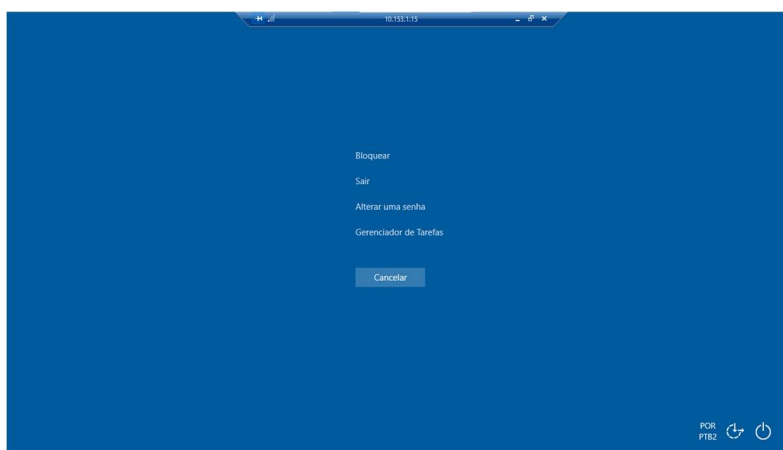 10.153.1.15
Bloquear
Sair
Alterar uma senha
Gerenciador de Tarefas
Cancelar
POR
PTB2